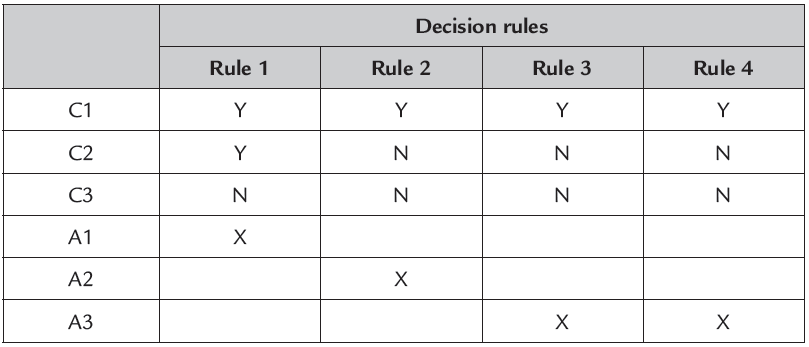 Decision rules
Rule 1 Rule 2 Rule 3 Rule 4
C1 Y Y Y Y
C2 Y N N N
C3 N N N N
A1 X
A2 X
A3 X X